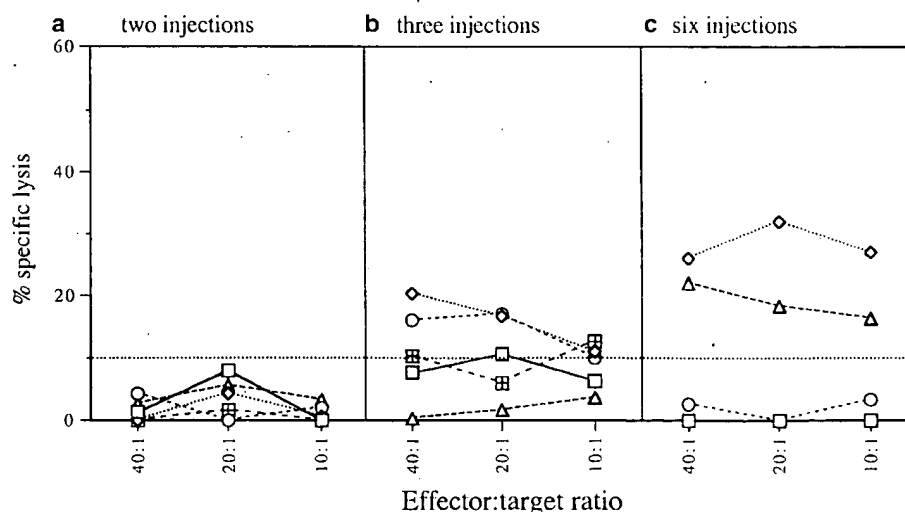 a two injections
b three injections
c six injections
60
40
20
0
% specific lysis
40:1
20:1
10:1
40:1
20:1
10:1
40:1
20:1
10:1
Effector:target ratio